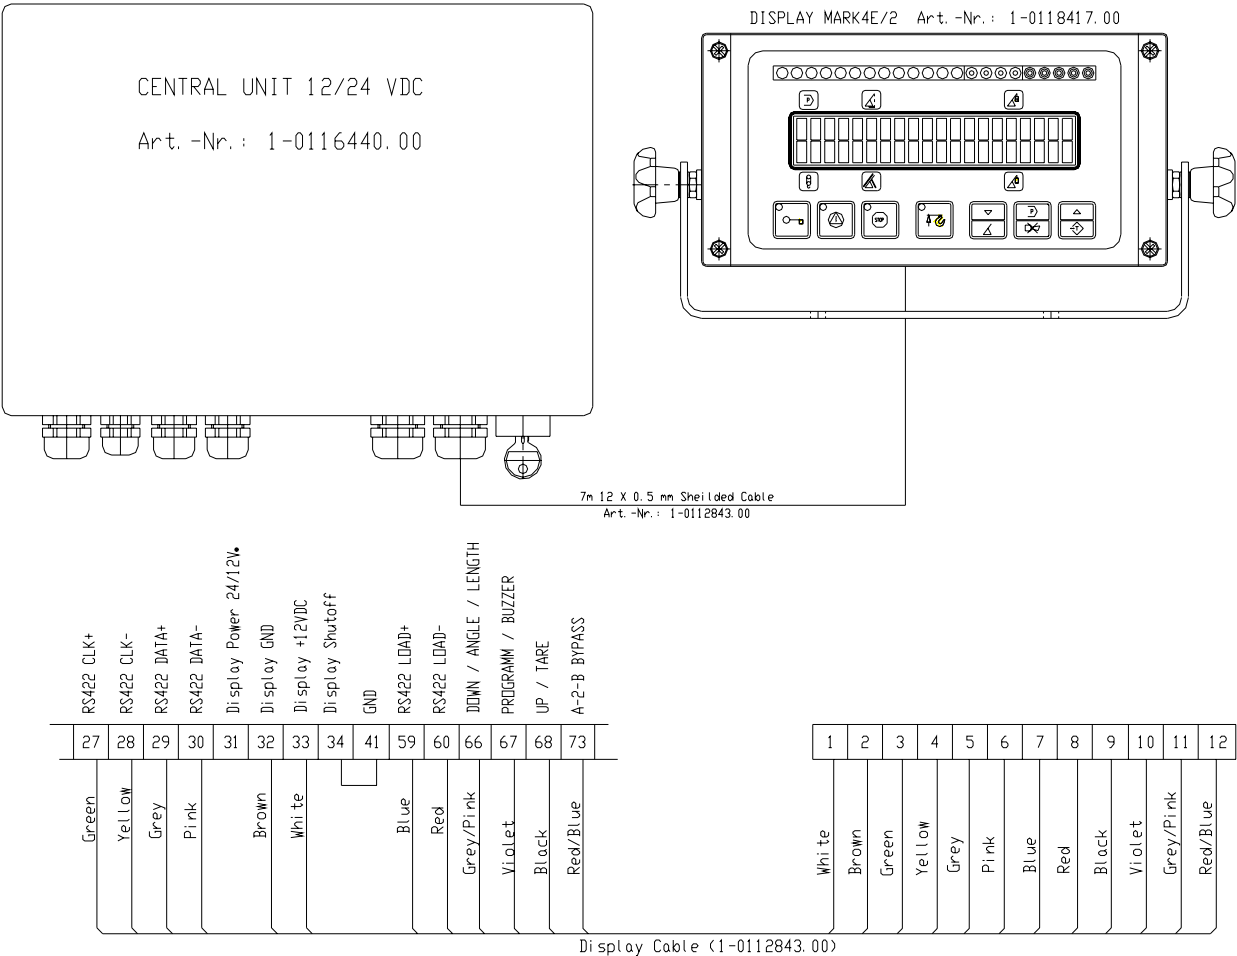 DISPLAY MARK4E/2 Art.-Nr.: 1-0118417.00
CENTRAL UNIT 12/24 VDC
Art.-Nr.: 1-0116440.00
P
STOP
P
T
7m 12 X 0.5 mm Sheilded Cable
Art.-Nr.: 1-0112843.00
RS422 CLK+
RS422 CLK-
RS422 DATA+
RS422 DATA-
Display Power 24/12V.
Display GND
Display +12VDC
Display Shutoff
GND
RS422 LOAD+
RS422 LOAD-
DOWN / ANGLE / LENGTH
PROGRAMM / BUZZER
UP / TARE
A-2-B BYPASS
27 28 29 30 31 32 33 34 41 59 60 66 67 68 73
1 2 3 4 5 6 7 8 9 10 11 12
Green
Yellow
Grey
Pink
Brown
White
Blue
Red
Grey/Pink
Violet
Black
Red/Blue
White
Brown
Green
Yellow
Grey
Pink
Blue
Red
Black
Violet
Grey/Pink
Red/Blue
Display Cable (1-0112843.00)